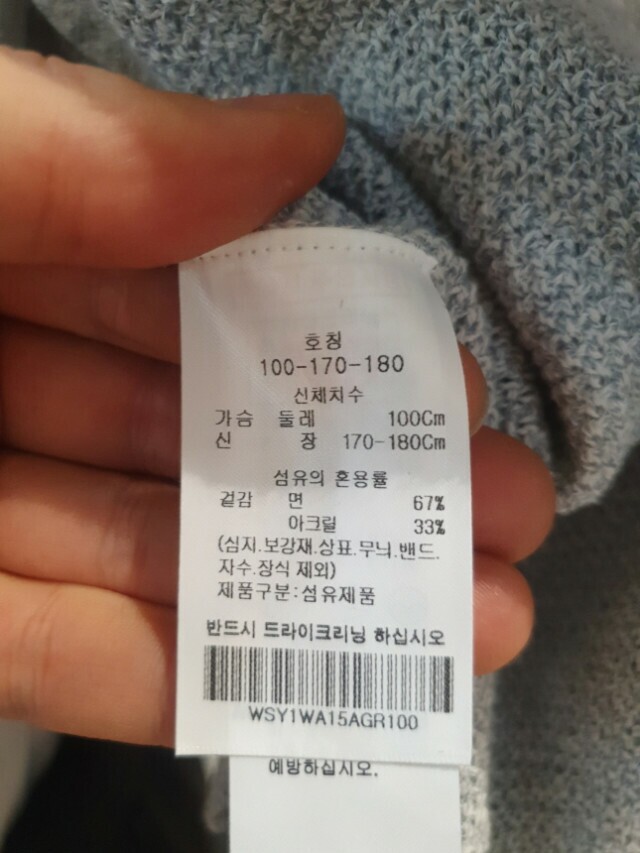 호칭
100-170-180
신체치수
가슴 둘레 100Cm
신 장 170-180Cm
섬유의 혼용률
겉감 면 67%
아크릴 33%
(심지.보강재.상표.무늬.밴드.
자수.장식 제외)
제품구분:섬유제품
반드시 드라이크리닝 하십시오
WSY1WA15AGR100
예방하십시오.